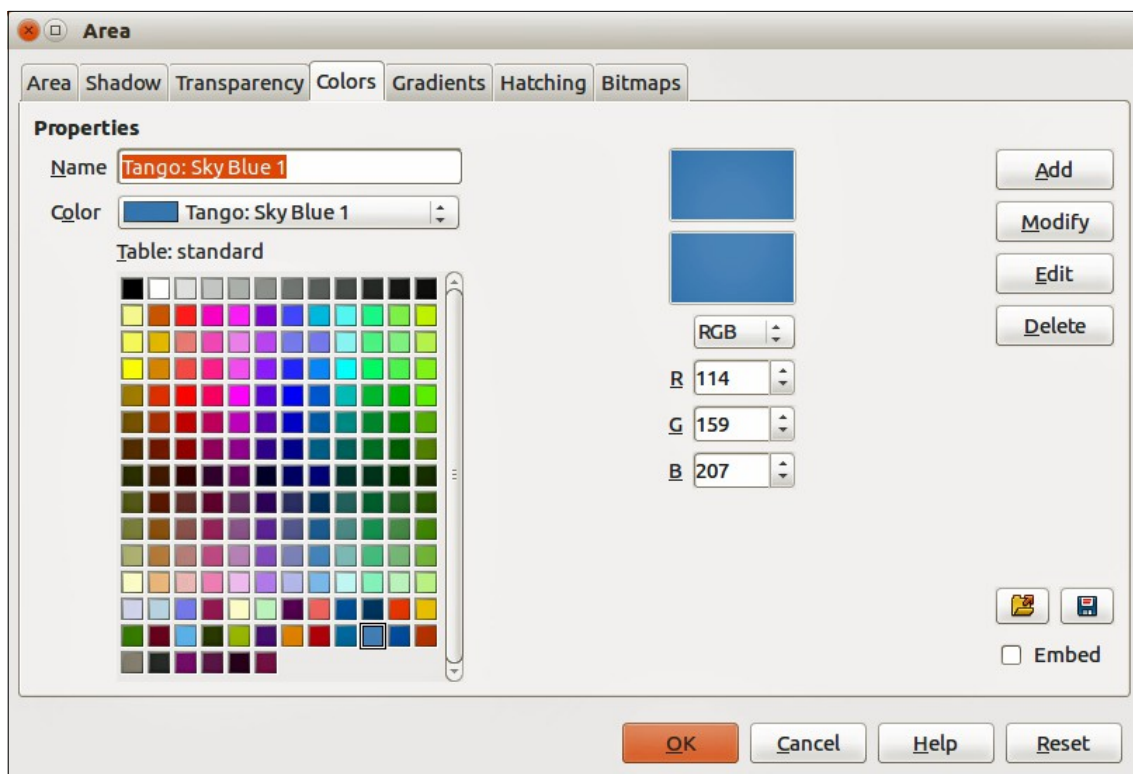 Area
Area Shadow Transparency Colors Gradients Hatching Bitmaps
Properties
Name Tango: Sky Blue 1
Color Tango: Sky Blue 1
Table: standard
RGB
R 114
G 159
B 207
Add
Modify
Edit
Delete
Embed
OK Cancel Help Reset